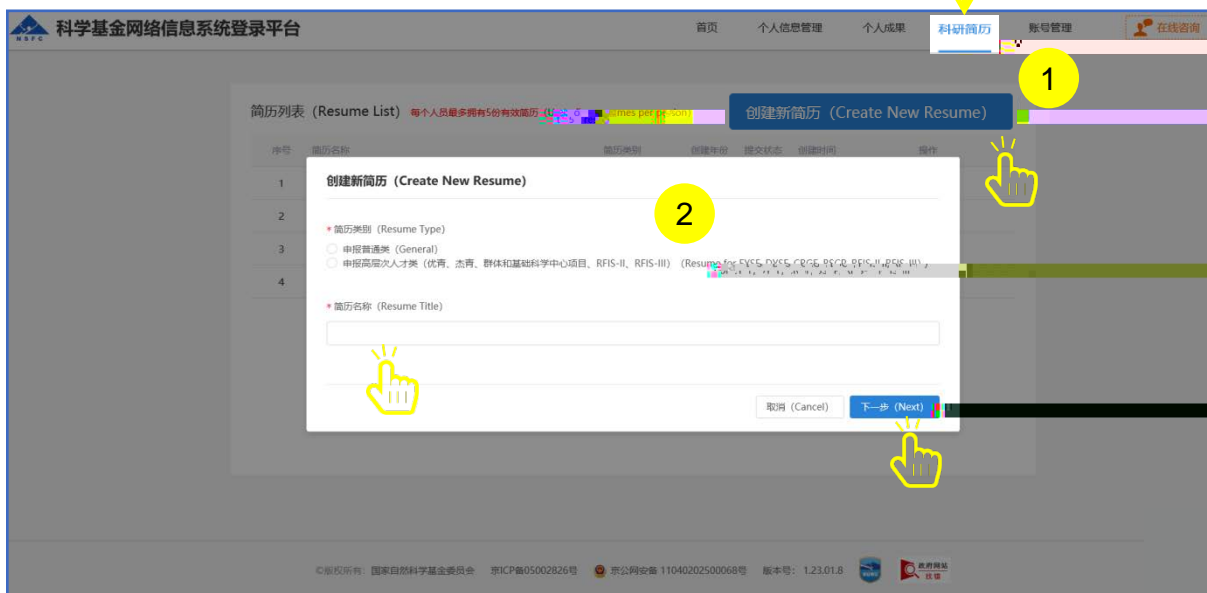 NSFC 科学基金网络信息系统登录平台 首页 个人信息管理 个人成果 科研简历 账号管理 在线咨询
1
简历列表（Resume List） 每个人员最多拥有5份有效简历 per person) 创建新简历（Create New Resume）
序号 简历名称 简历类别 创建年份 提交状态 创建时间 操作
1
2
3
4
创建新简历（Create New Resume）
2
* 简历类别（Resume Type）
申报普通类（General）
申报高层次人才类（优青、杰青、群体和基础科学中心项目、RFIS-II、RFIS-III）（Resume for
* 简历名称（Resume Title）
取消（Cancel） 下一步（Next）
©版权所有：国家自然科学基金委员会 京ICP备05002826号 京公网安备 11040202500068号 版本号：1.23.01.8 政府网站